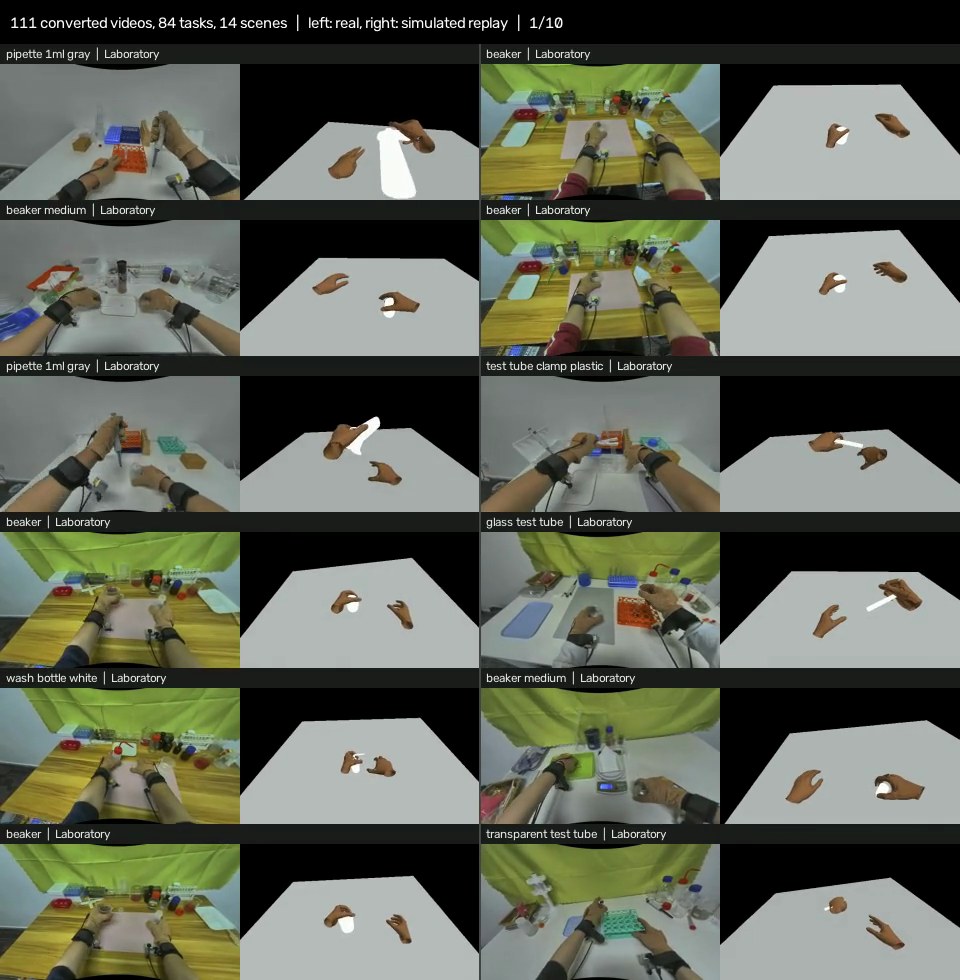 111 converted videos, 84 tasks, 14 scenes | left: real, right: simulated replay | 1/10
pipette 1ml gray | Laboratory
beaker | Laboratory
beaker medium | Laboratory
beaker | Laboratory
pipette 1ml gray | Laboratory
test tube clamp plastic | Laboratory
beaker | Laboratory
glass test tube | Laboratory
wash bottle white | Laboratory
beaker medium | Laboratory
beaker | Laboratory
transparent test tube | Laboratory